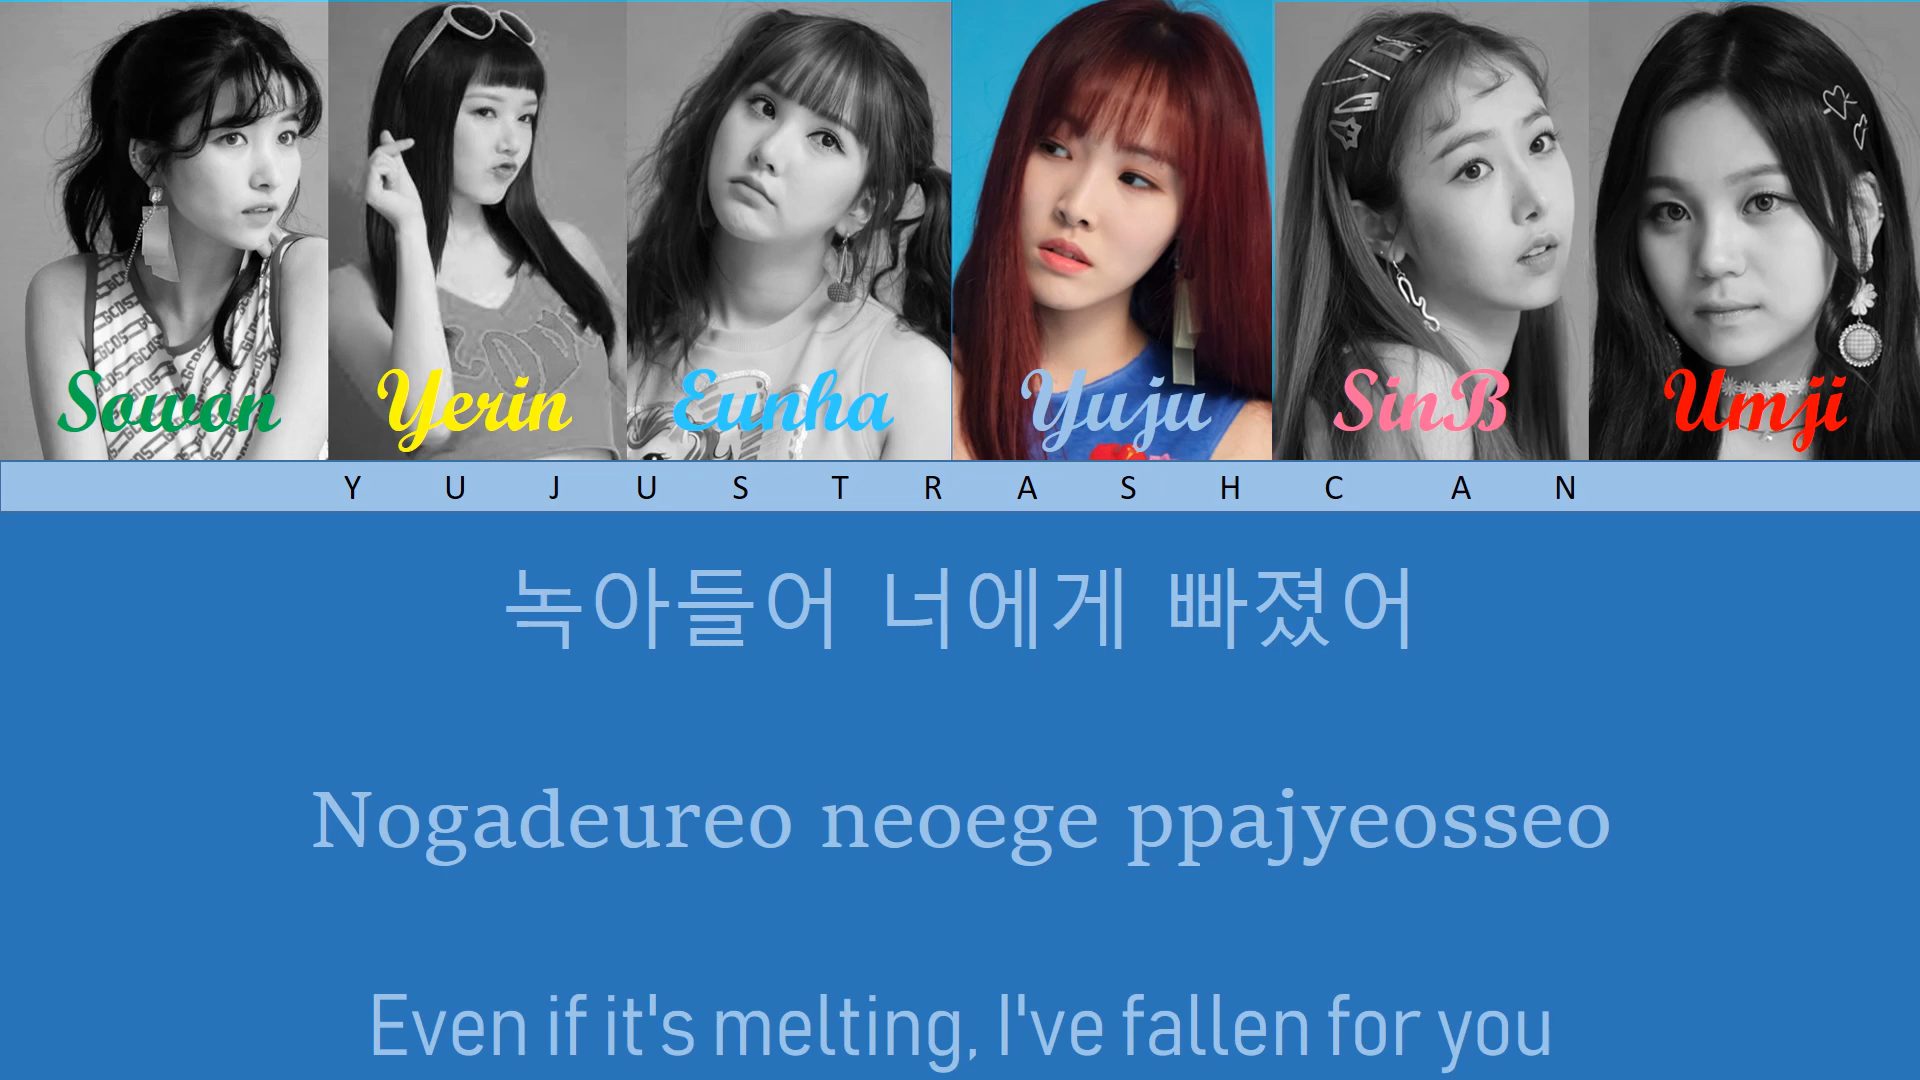 Sowon Yerin Eunha Yuju SinB Umji
YUJUSTRASHCAN
녹아들어 너에게 빠졌어
Nogadeureo neoege ppajyeosseo
Even if it's melting, I've fallen for you